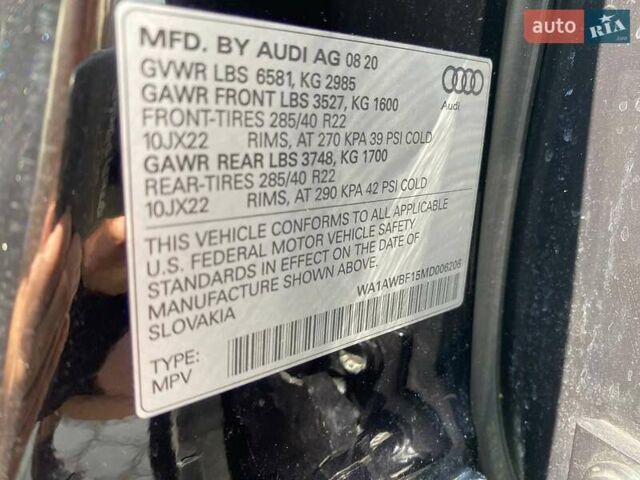 auto RIA
.com
MFD. BY AUDI AG 08 20
GVWR LBS 6581, KG 2985
GAWR FRONT LBS 3527, KG 1600
FRONT-TIRES 285/40 R22
10JX22 RIMS, AT 270 KPA 39 PSI COLD
GAWR REAR LBS 3748, KG 1700
REAR-TIRES 285/40 R22
10JX22 RIMS, AT 290 KPA 42 PSI COLD
Audi
THIS VEHICLE CONFORMS TO ALL APPLICABLE
U.S. FEDERAL MOTOR VEHICLE SAFETY
STANDARDS IN EFFECT ON THE DATE OF
MANUFACTURE SHOWN ABOVE.
SLOVAKIA
WA1AWBF15MD006208
TYPE:
MPV